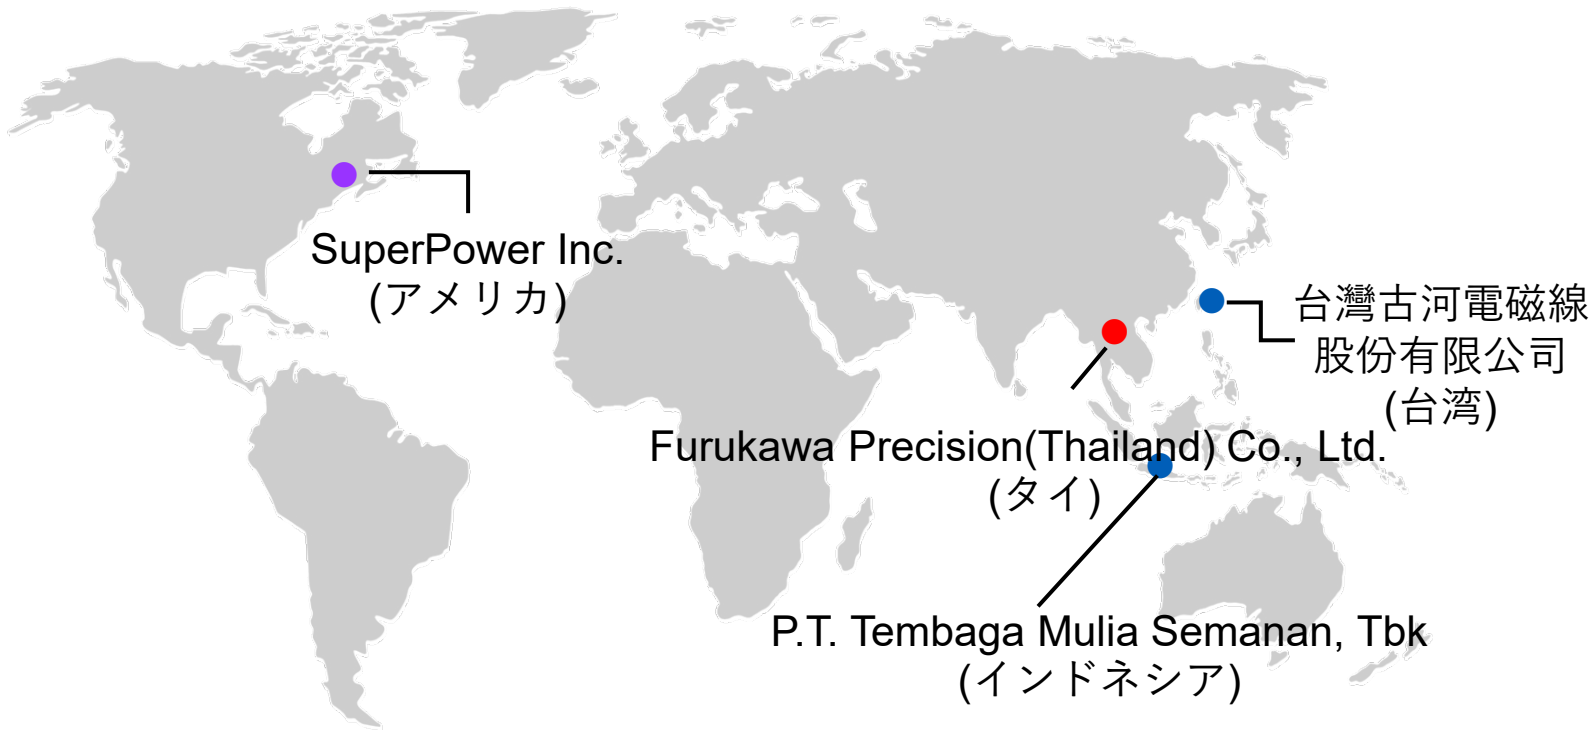 SuperPower Inc.
(アメリカ)
台灣古河電磁線
股份有限公司
(台湾)
Furukawa Precision(Thailand) Co., Ltd.
(タイ)
P.T. Tembaga Mulia Semanan, Tbk
(インドネシア)